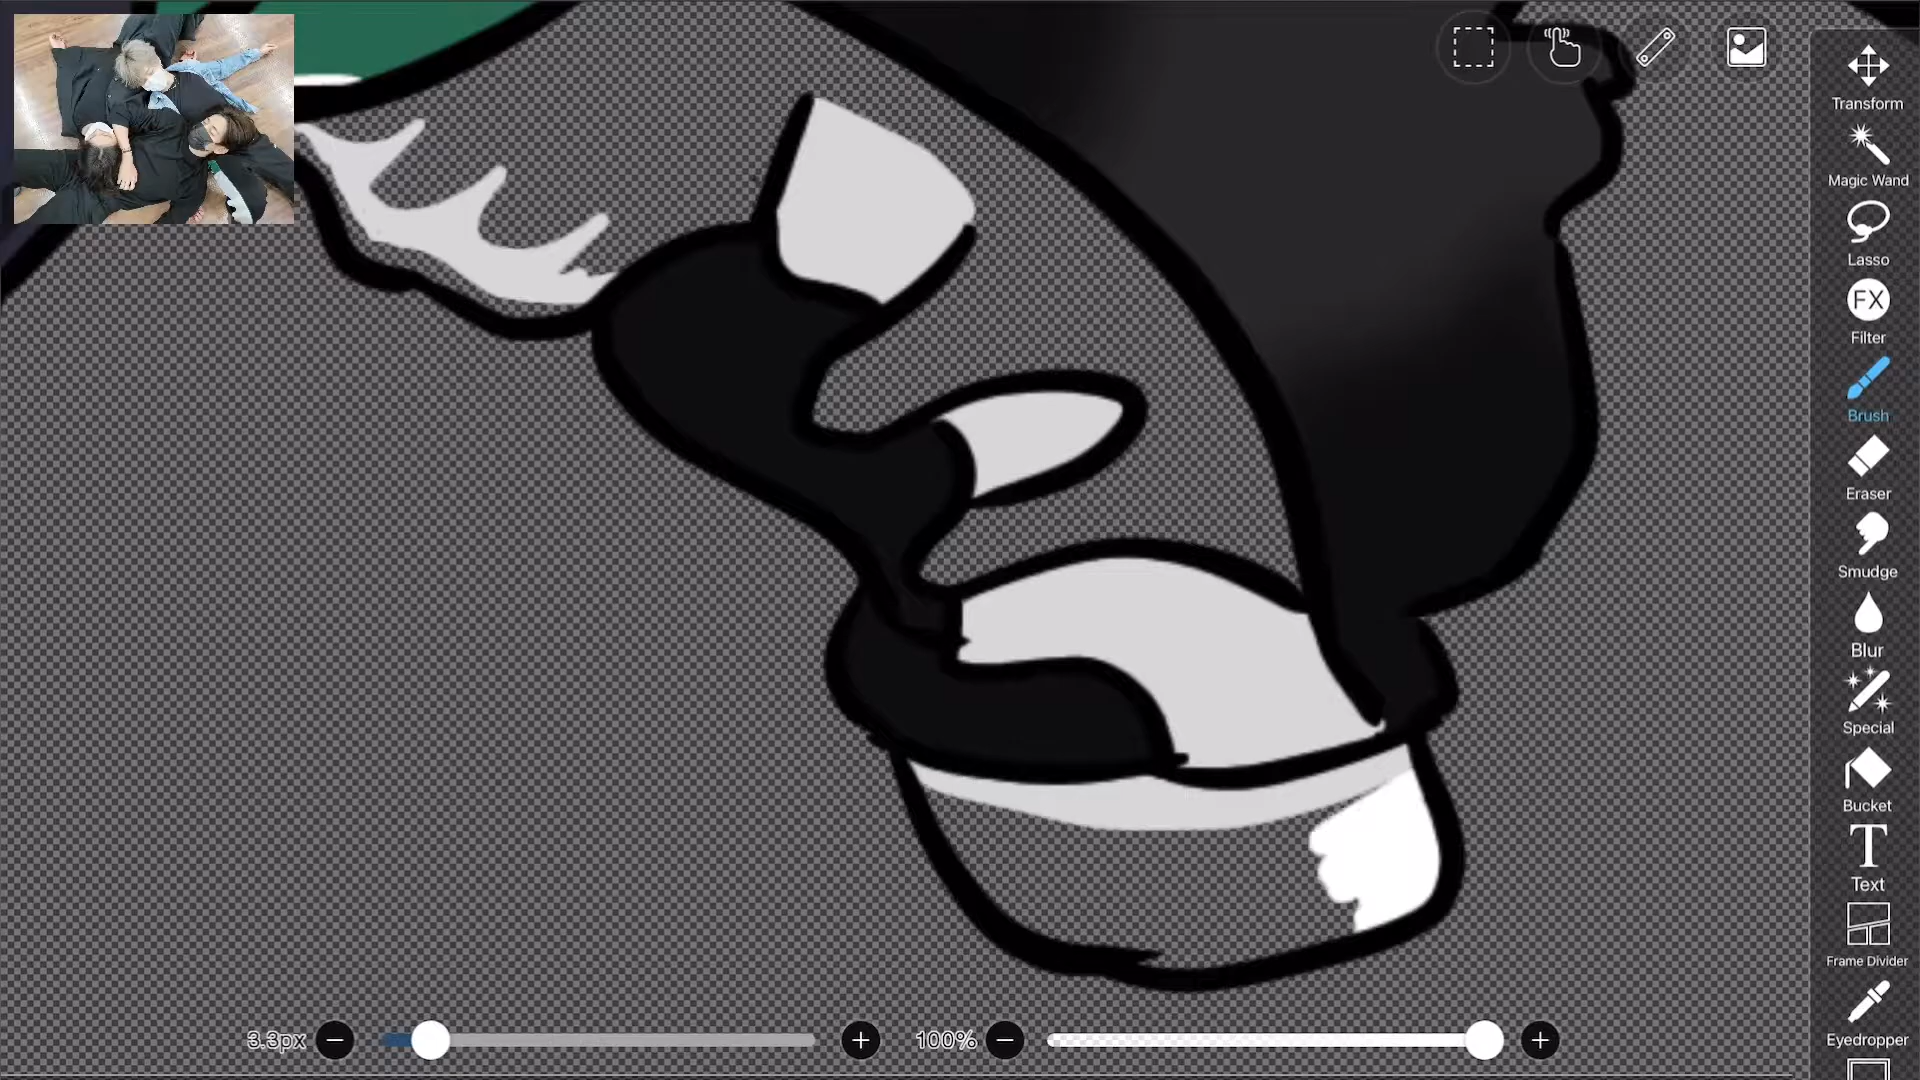 Transform
Magic Wand
Lasso
FX
Filter
Brush
Eraser
Smudge
Blur
Special
Bucket
T
Text
Frame Divider
Eyedropper
3.3px
100%